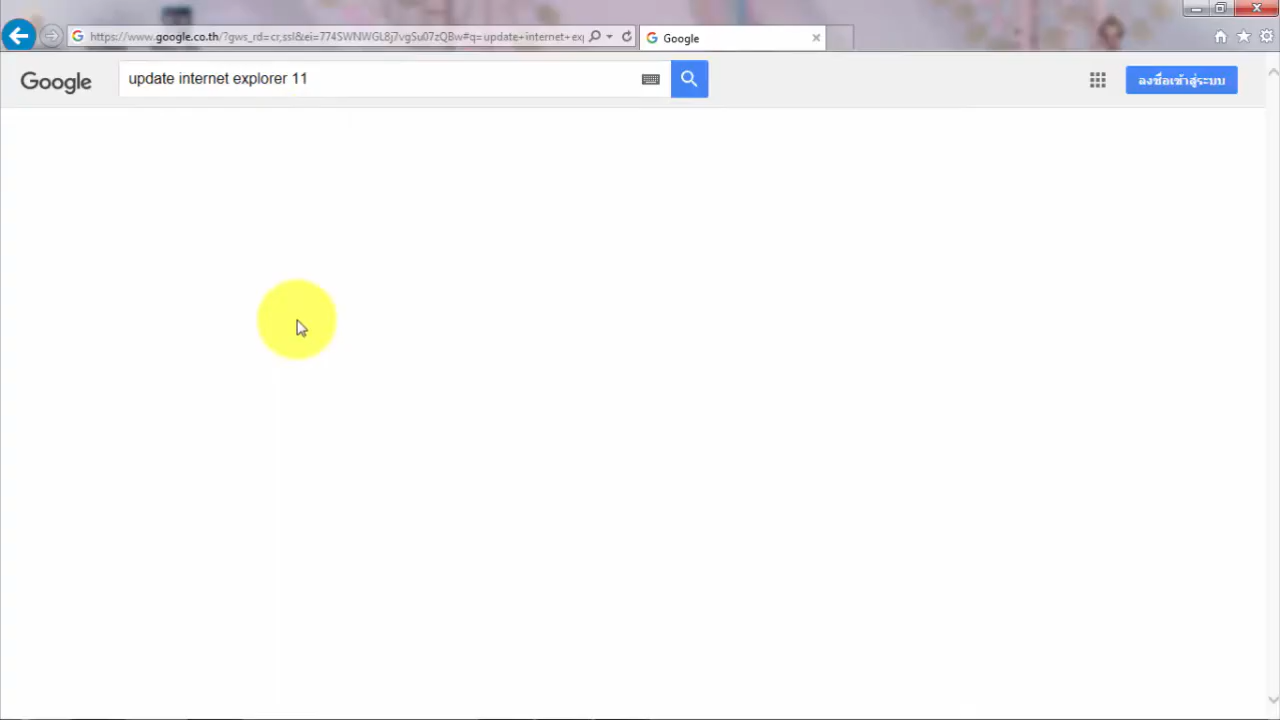 https://www.google.co.th/?gws_rd=cr,ssl&ei=774SWNWGL8j7vgSu07zQBw#q=update+internet+exp
Google
Google
update internet explorer 11
ลงชื่อเข้าสู่ระบบ